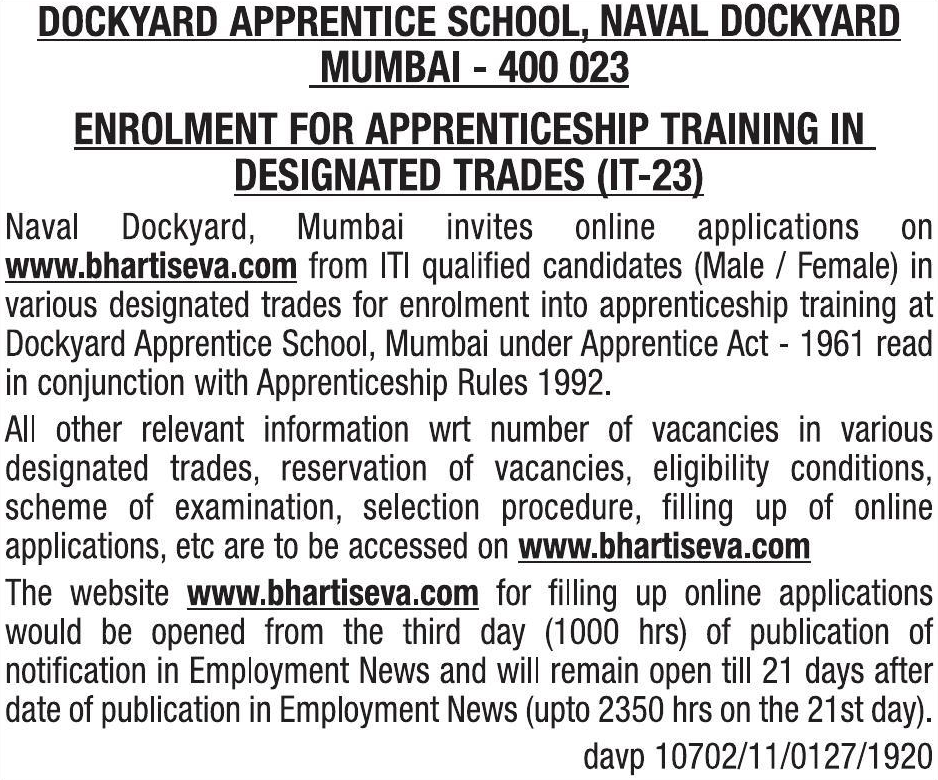 DOCKYARD APPRENTICE SCHOOL, NAVAL DOCKYARD
MUMBAI - 400 023
ENROLMENT FOR APPRENTICESHIP TRAINING IN
DESIGNATED TRADES (IT-23)
Naval Dockyard, Mumbai invites online applications on
www.bhartiseva.com from ITI qualified candidates (Male / Female) in
various designated trades for enrolment into apprenticeship training at
Dockyard Apprentice School, Mumbai under Apprentice Act - 1961 read
in conjunction with Apprenticeship Rules 1992.
All other relevant information wrt number of vacancies in various
designated trades, reservation of vacancies, eligibility conditions,
scheme of examination, selection procedure, filling up of online
applications, etc are to be accessed on www.bhartiseva.com
The website www.bhartiseva.com for filling up online applications
would be opened from the third day (1000 hrs) of publication of
notification in Employment News and will remain open till 21 days after
date of publication in Employment News (upto 2350 hrs on the 21st day).
davp 10702/11/0127/1920